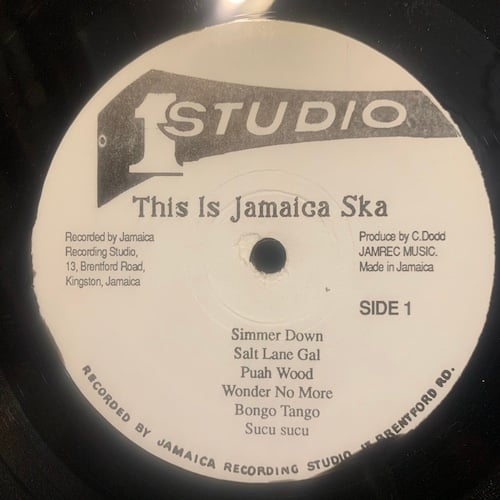 1 STUDIO
This Is Jamaica Ska
Recorded by Jamaica
Recording Studio,
13, Brentford Road,
Kingston, Jamaica
Produce by C.Dodd
JAMREC MUSIC.
Made in Jamaica
SIDE 1
Simmer Down
Salt Lane Gal
Puah Wood
Wonder No More
Bongo Tango
Sucu sucu
RECORDED BY JAMAICA RECORDING STUDIO 13 BRENTFORD RD.